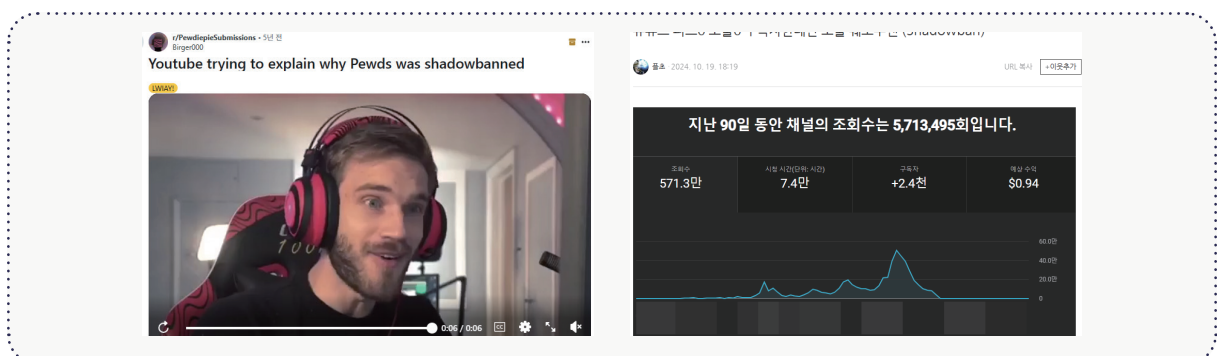 r/PewdiepieSubmissions • 5년 전
Birger000
Youtube trying to explain why Pewds was shadowbanned
LWIAY!
100
0:06 / 0:06
CC
플초 · 2024. 10. 19. 18:19
URL 복사
+이웃추가
지난 90일 동안 채널의 조회수는 5,713,495회입니다.
조회수
571.3만
시청 시간(단위: 시간)
7.4만
구독자
+2.4천
예상 수익
$0.94
60.0만
40.0만
20.0만
0